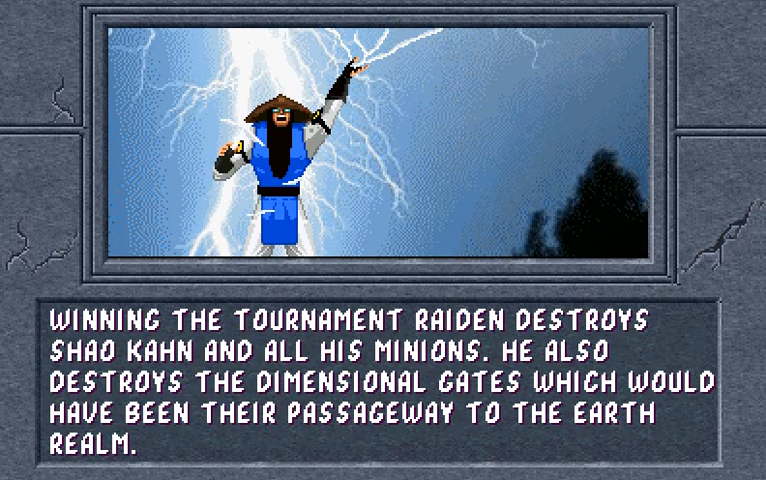 WINNING THE TOURNAMENT RAIDEN DESTROYS
SHAO KAHN AND ALL HIS MINIONS. HE ALSO
DESTROYS THE DIMENSIONAL GATES WHICH WOULD
HAVE BEEN THEIR PASSAGEWAY TO THE EARTH
REALM.